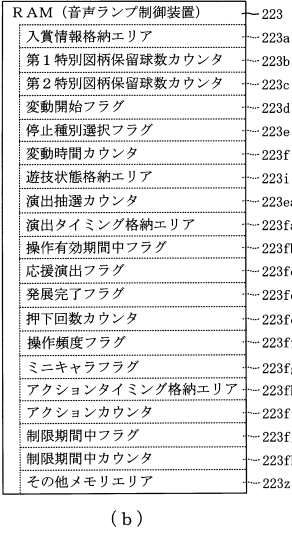 RAM（音声ランプ制御装置） 223
入賞情報格納エリア 223a
第１特別図柄保留球数カウンタ 223b
第２特別図柄保留球数カウンタ 223c
変動開始フラグ 223d
停止種別選択フラグ 223e
変動時間カウンタ 223f
遊技状態格納エリア 223i
演出抽選カウンタ 223ea
演出タイミング格納エリア 223fa
操作有効期間中フラグ
応援演出フラグ
発展完了フラグ
押下回数カウンタ
操作頻度フラグ
ミニキャラフラグ
アクションタイミング格納エリア
アクションカウンタ
制限期間中フラグ
制限期間中カウンタ
その他メモリエリア 223z
（b）